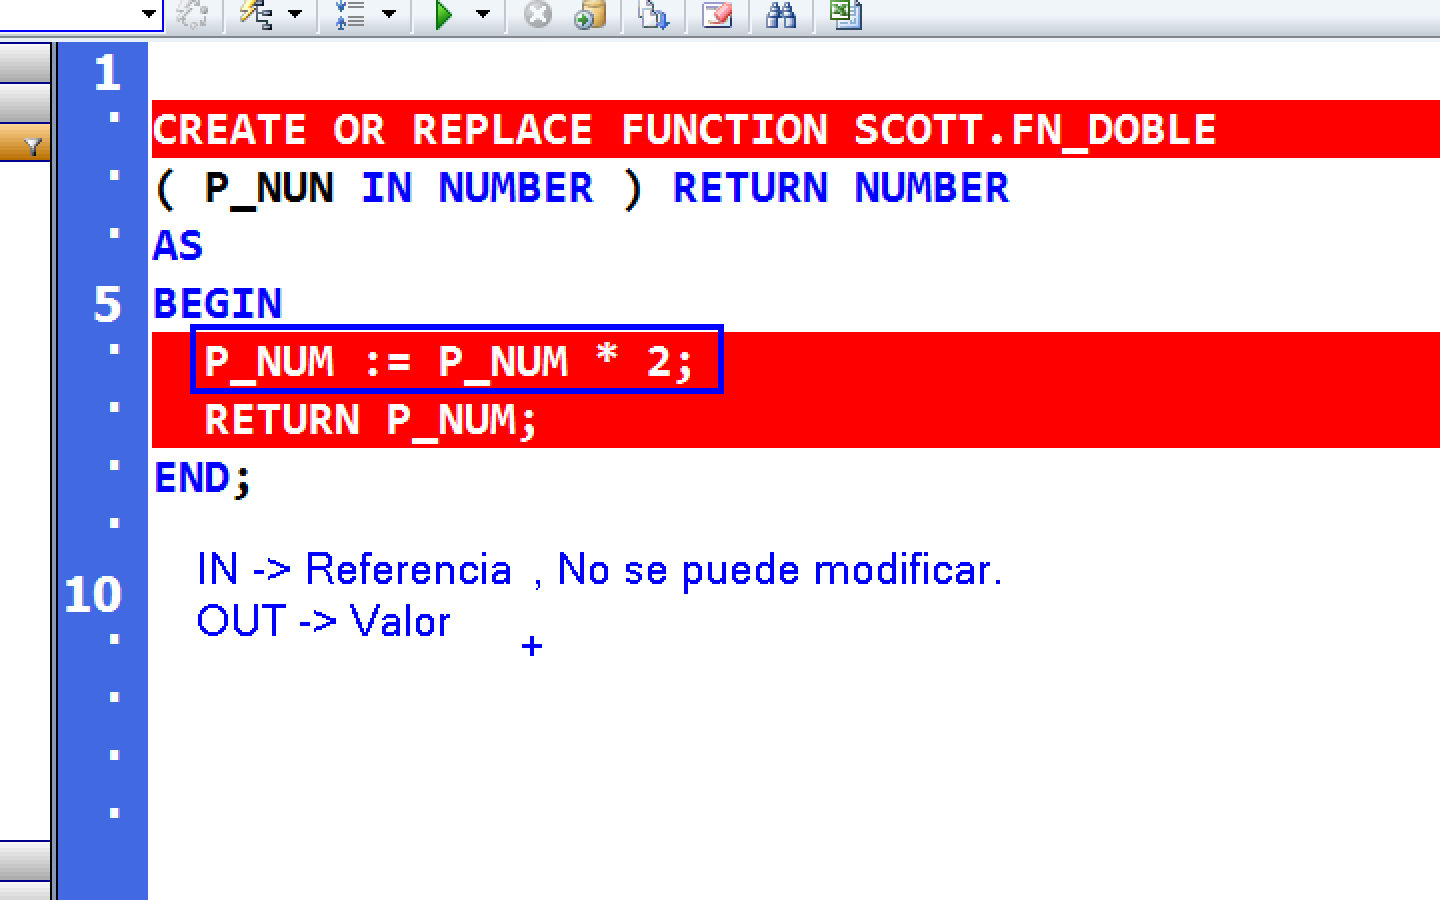 1
CREATE OR REPLACE FUNCTION SCOTT.FN_DOBLE
( P_NUN IN NUMBER ) RETURN NUMBER
AS
5 BEGIN
P_NUM := P_NUM * 2;
RETURN P_NUM;
END;
IN -> Referencia , No se puede modificar.
10
OUT -> Valor